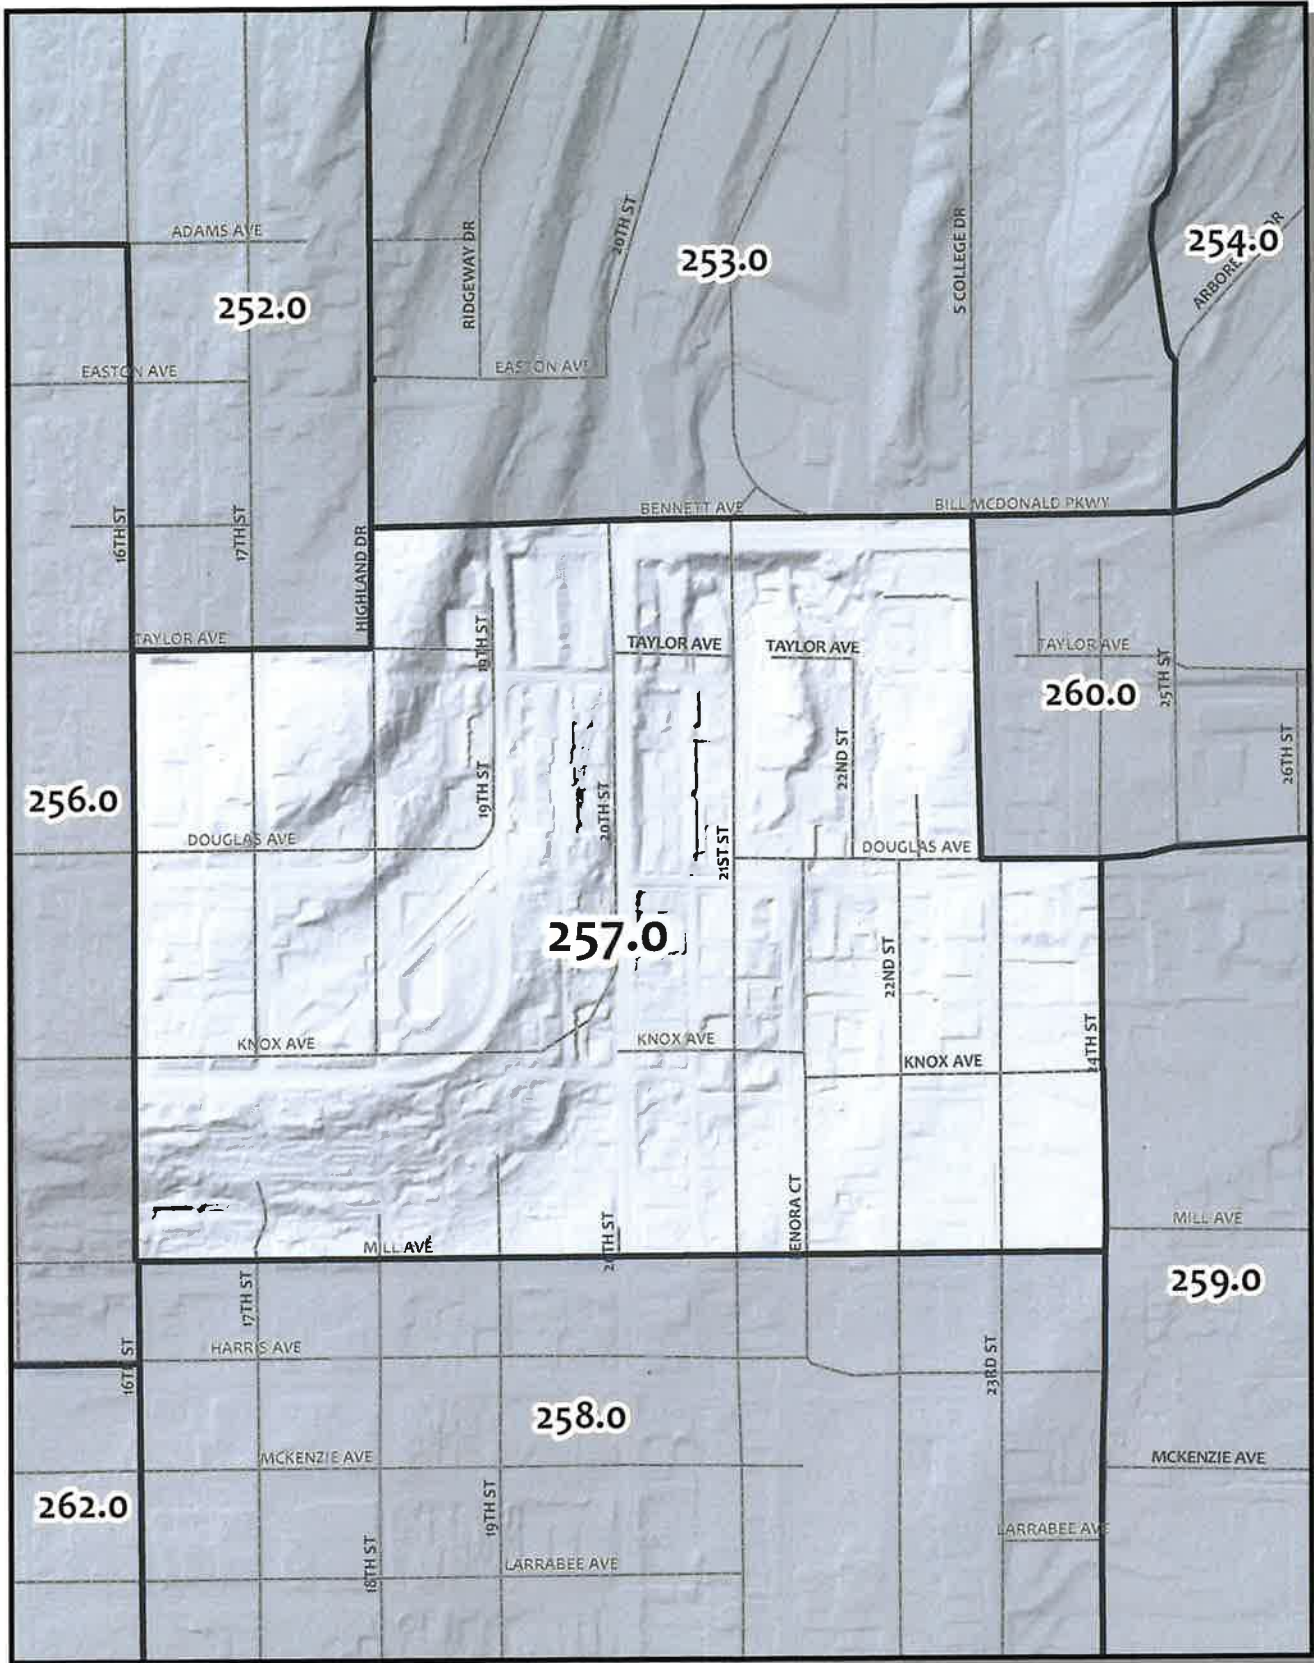 ADAMS AVE
RIDGEWAY DR
20TH ST
253.0
S COLLEGE DR
254.0
252.0
EASTON AVE
EASTON AVE
16TH ST
17TH ST
HIGHLAND DR
BENNETT AVE
BILL MCDONALD PKWY
TAYLOR AVE
19TH ST
TAYLOR AVE
TAYLOR AVE
TAYLOR AVE
260.0
25TH ST
26TH ST
256.0
19TH ST
20TH ST
22ND ST
21ST ST
DOUGLAS AVE
DOUGLAS AVE
257.0
22ND ST
KNOX AVE
KNOX AVE
KNOX AVE
24TH ST
MILL AVE
20TH ST
ENORA CT
MILL AVE
259.0
17TH ST
HARRIS AVE
16TH ST
23RD ST
258.0
MCKENZIE AVE
MCKENZIE AVE
262.0
19TH ST
18TH ST
LARRABEE AVE
LARRABEE AVE